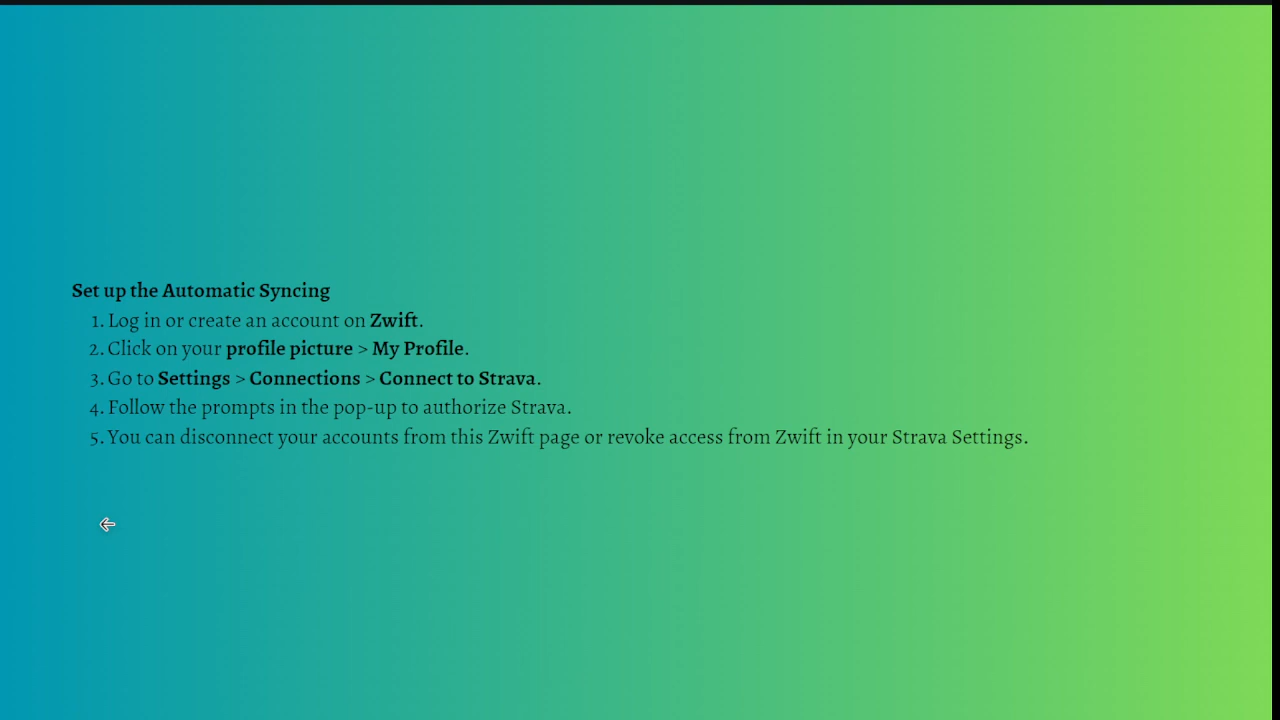 Set up the Automatic Syncing
1. Log in or create an account on Zwift.
2. Click on your profile picture > My Profile.
3. Go to Settings > Connections > Connect to Strava.
4. Follow the prompts in the pop-up to authorize Strava.
5. You can disconnect your accounts from this Zwift page or revoke access from Zwift in your Strava Settings.